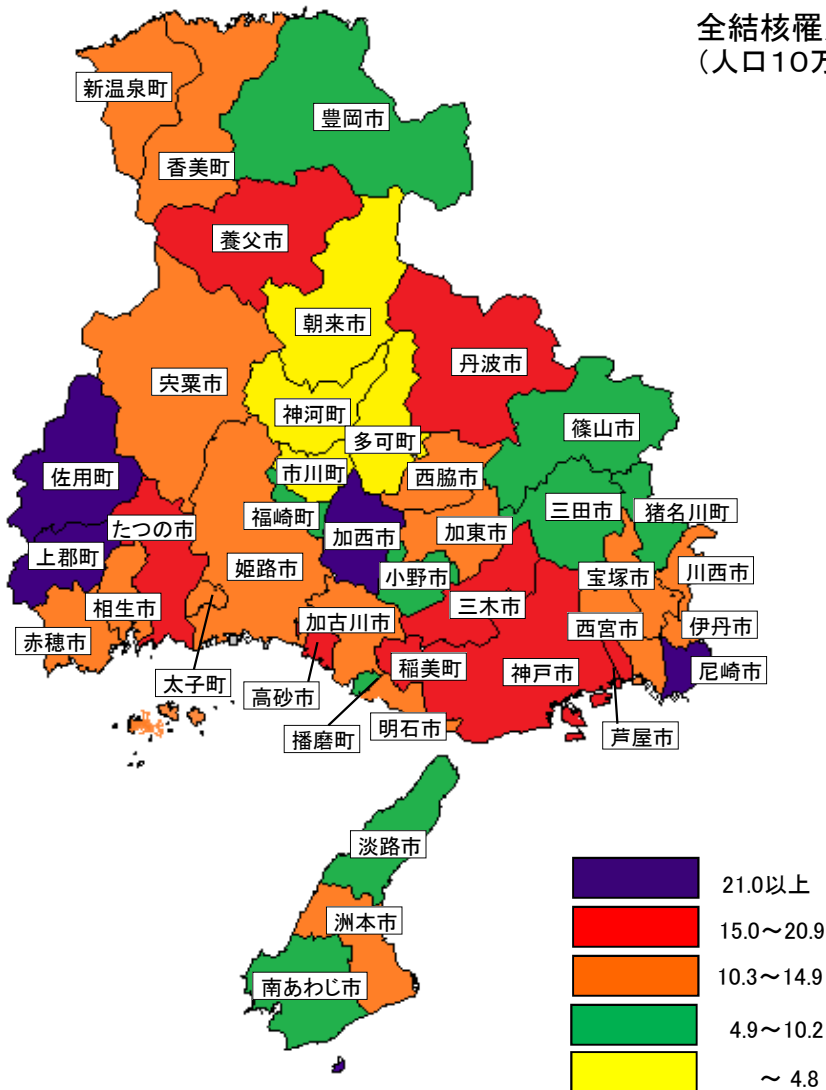 全結核罹
(人口10万
新温泉町
豊岡市
香美町
養父市
朝来市
丹波市
宍粟市
神河町
多可町
篠山市
市川町
西脇市
佐用町
福崎町
加西市
加東市
三田市
猪名川町
たつの市
上郡町
姫路市
小野市
宝塚市
川西市
相生市
加古川市
三木市
西宮市
伊丹市
赤穂市
稲美町
神戸市
尼崎市
太子町
高砂市
播磨町
明石市
芦屋市
淡路市
洲本市
南あわじ市
21.0以上
15.0～20.9
10.3～14.9
4.9～10.2
～ 4.8